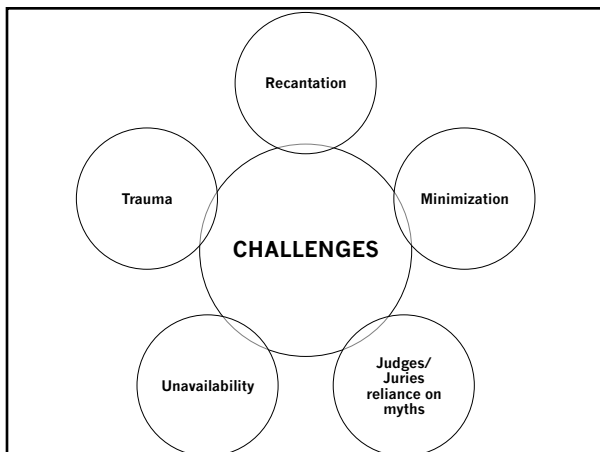 Recantation
Trauma
Minimization
CHALLENGES
Unavailability
Judges/
Juries
reliance on
myths